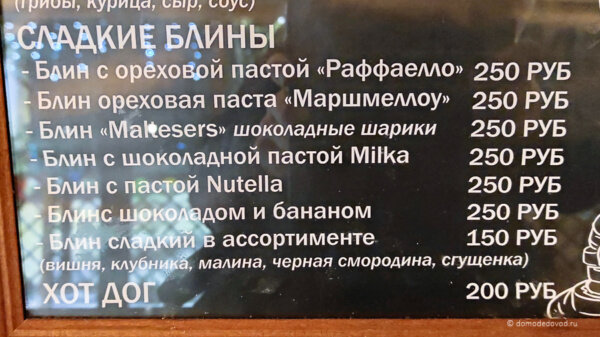 (грибы, курица, сыр, соус)
СЛАДКИЕ БЛИНЫ
- Блин с ореховой пастой «Раффаелло» 250 РУБ
- Блин ореховая паста «Маршмеллоу» 250 РУБ
- Блин «Maltesers» шоколадные шарики 250 РУБ
- Блин с шоколадной пастой Milka 250 РУБ
- Блин с пастой Nutella 250 РУБ
- Блинс шоколадом и бананом 250 РУБ
- Блин сладкий в ассортименте 150 РУБ
(вишня, клубника, малина, черная смородина, сгущенка)
ХОТ ДОГ 200 РУБ
© domodedovod.ru